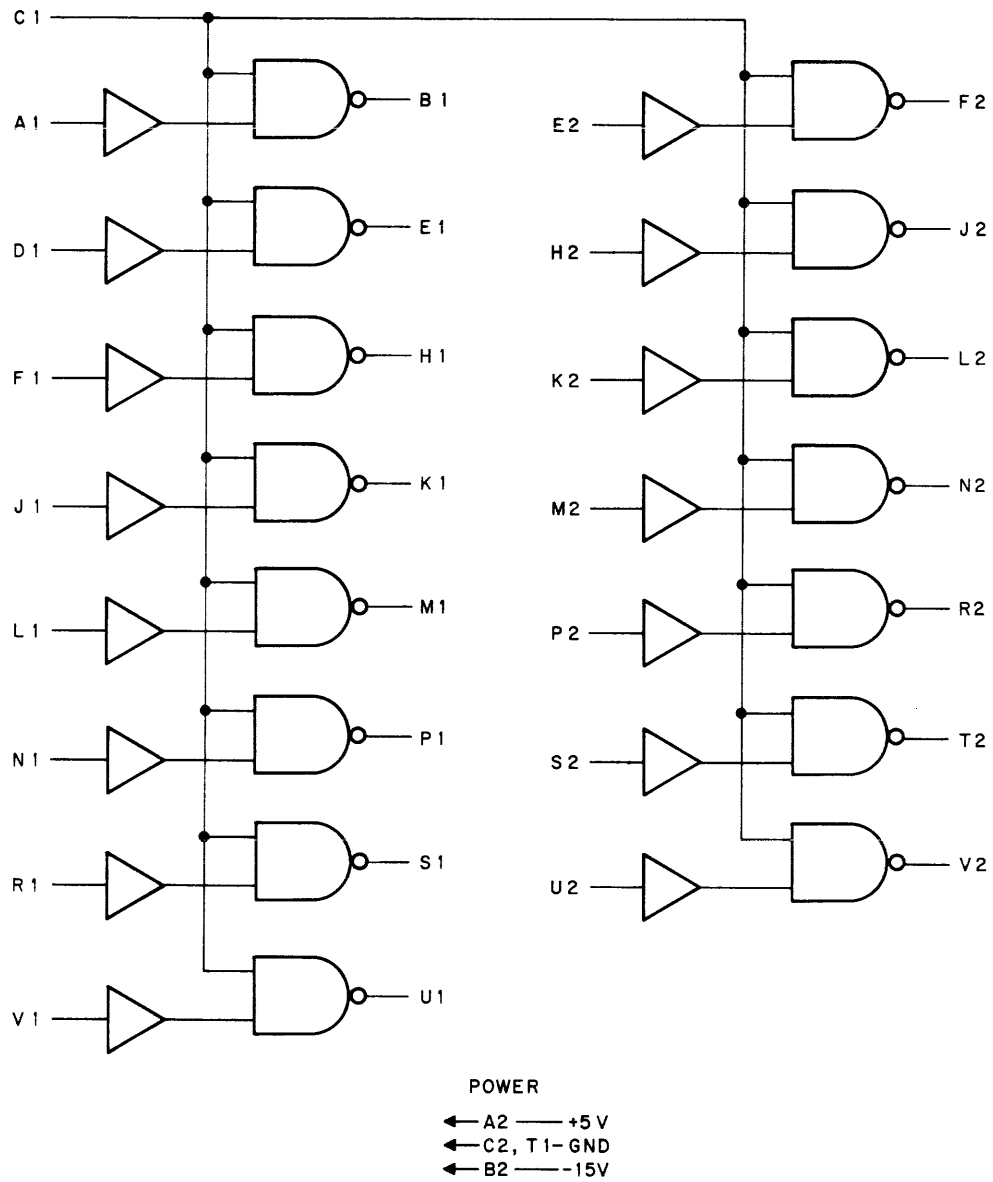 C1
A1 B1 E2 F2
D1 E1 H2 J2
F1 H1 K2 L2
J1 K1 M2 N2
L1 M1 P2 R2
N1 P1 S2 T2
R1 S1 U2 V2
V1 U1
POWER
A2 +5V
C2, T1-GND
B2 -15V